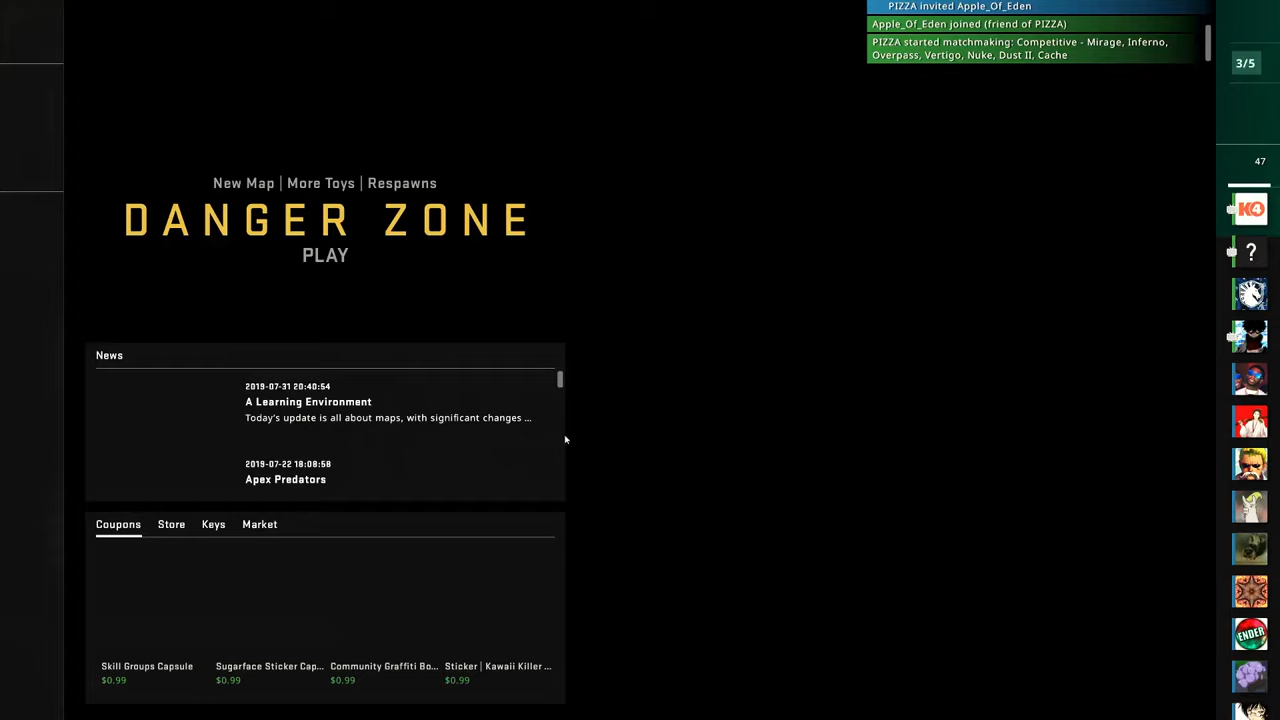 PIZZA invited Apple_Of_Eden
Apple_Of_Eden joined (friend of PIZZA)
PIZZA started matchmaking: Competitive - Mirage, Inferno,
Overpass, Vertigo, Nuke, Dust II, Cache
3/5
47
KO4
?
New Map | More Toys | Respawns
DANGER ZONE
PLAY
News
2019-07-31 20:40:54
A Learning Environment
Today's update is all about maps, with significant changes ...
2019-07-22 18:08:58
Apex Predators
Coupons Store Keys Market
Skill Groups Capsule Sugarface Sticker Cap... Community Graffiti Bo... Sticker | Kawaii Killer ...
$0.99 $0.99 $0.99 $0.99
ENDER